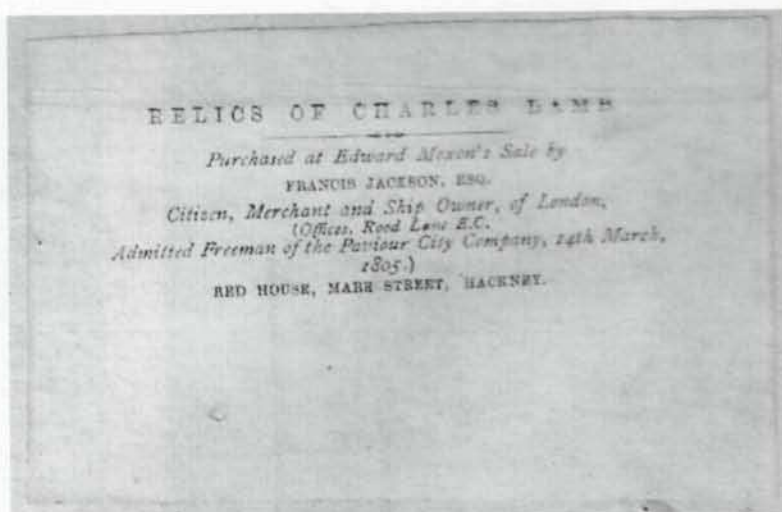 RELICS OF CHARLES LAMB
Purchased at Edward Moxon's Sale by
FRANCIS JACKSON, ESQ.
Citizen, Merchant and Ship Owner, of London,
(Offices, Rood Lane E.C.
Admitted Freeman of the Paviour City Company, 14th March,
1805.)
RED HOUSE, MARE STREET, HACKNEY.